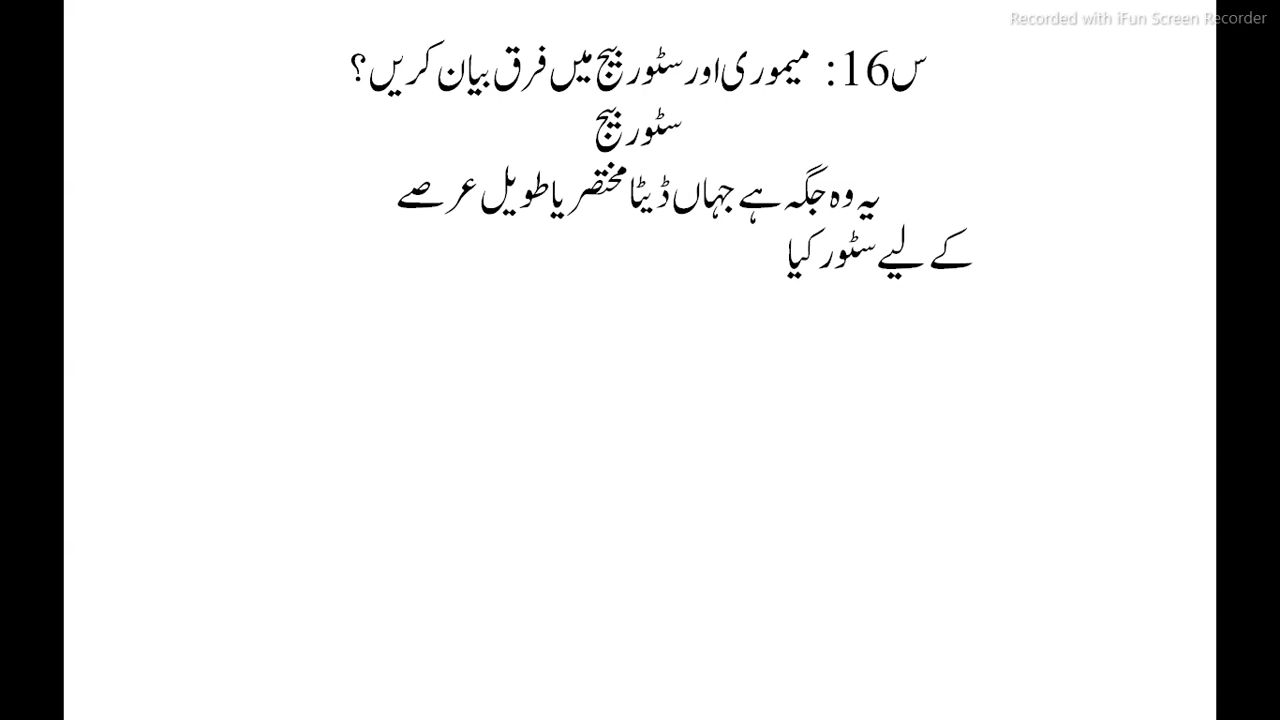 Recorded with iFun Screen Recorder
س16: میموری اور سٹوریج میں فرق بیان کریں؟
سٹوریج
یہ وہ جگہ ہے جہاں ڈیٹا مختصر یا طویل عرصے
کے لیے سٹور کیا